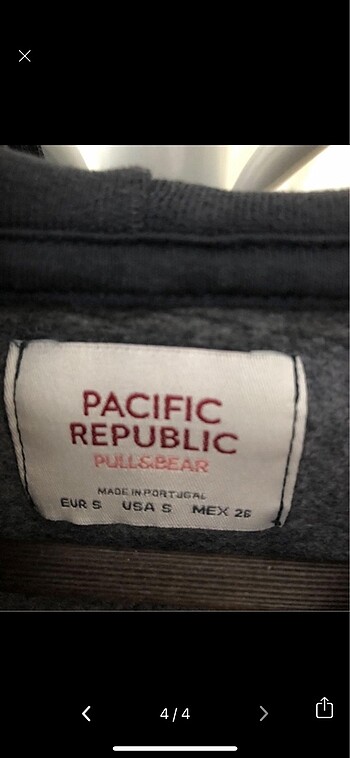 PACIFIC
REPUBLIC
PULL&BEAR
MADE IN PORTUGAL
EUR S USA S MEX 26
4/4